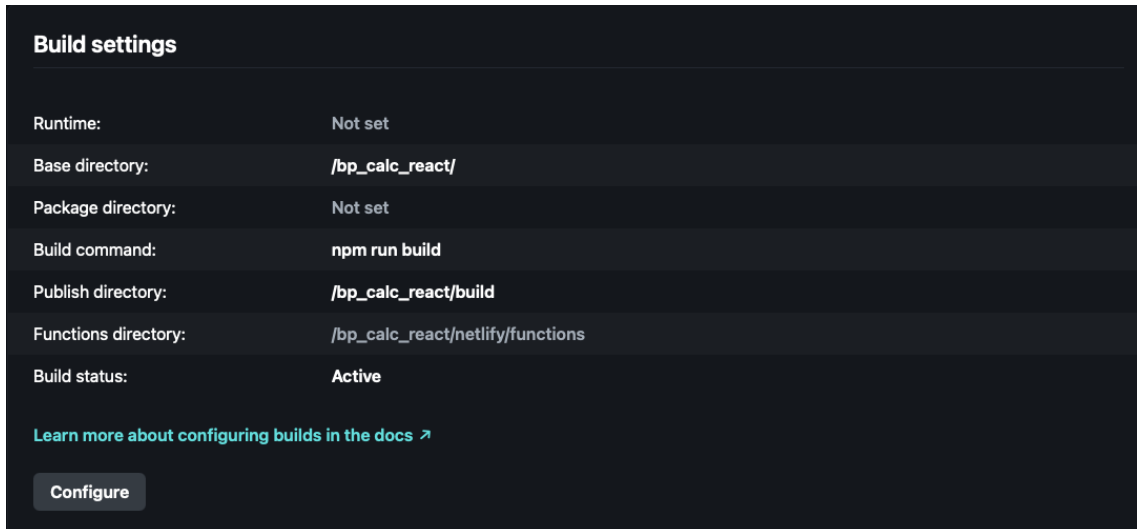 Build settings
Runtime: Not set
Base directory: /bp_calc_react/
Package directory: Not set
Build command: npm run build
Publish directory: /bp_calc_react/build
Functions directory: /bp_calc_react/netlify/functions
Build status: Active
Learn more about configuring builds in the docs ↗
Configure